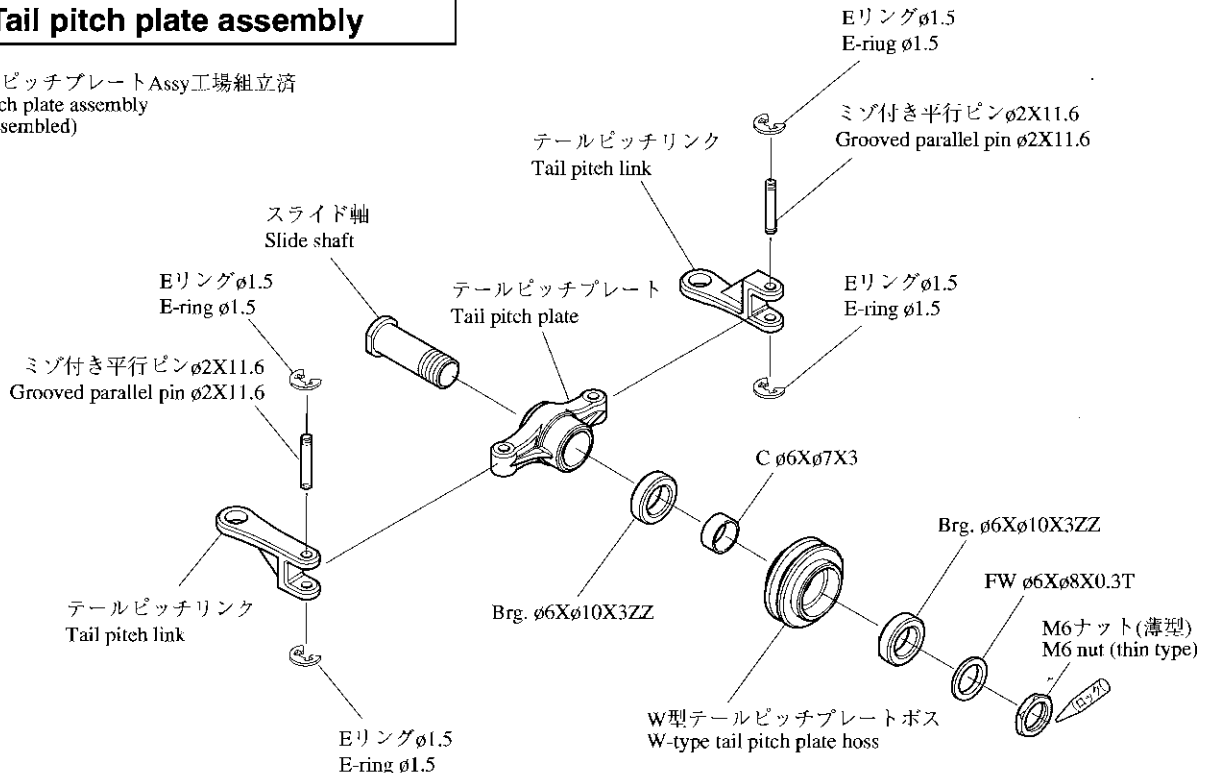 Tail pitch plate assembly
ピッチプレートAssy工場組立済
ch plate assembly
sembled)
Eリングø1.5
E-riug ø1.5
ミゾ付き平行ピンø2X11.6
Grooved parallel pin ø2X11.6
テールピッチリンク
Tail pitch link
スライド軸
Slide shaft
Eリングø1.5
E-ring ø1.5
テールピッチプレート
Tail pitch plate
Eリングø1.5
E-ring ø1.5
ミゾ付き平行ピンø2X11.6
Grooved parallel pin ø2X11.6
C ø6Xø7X3
Brg. ø6Xø10X3ZZ
FW ø6Xø8X0.3T
Brg. ø6Xø10X3ZZ
テールピッチリンク
Tail pitch link
M6ナット(薄型)
M6 nut (thin type)
ロック
W型テールピッチプレートボス
W-type tail pitch plate hoss
Eリングø1.5
E-ring ø1.5